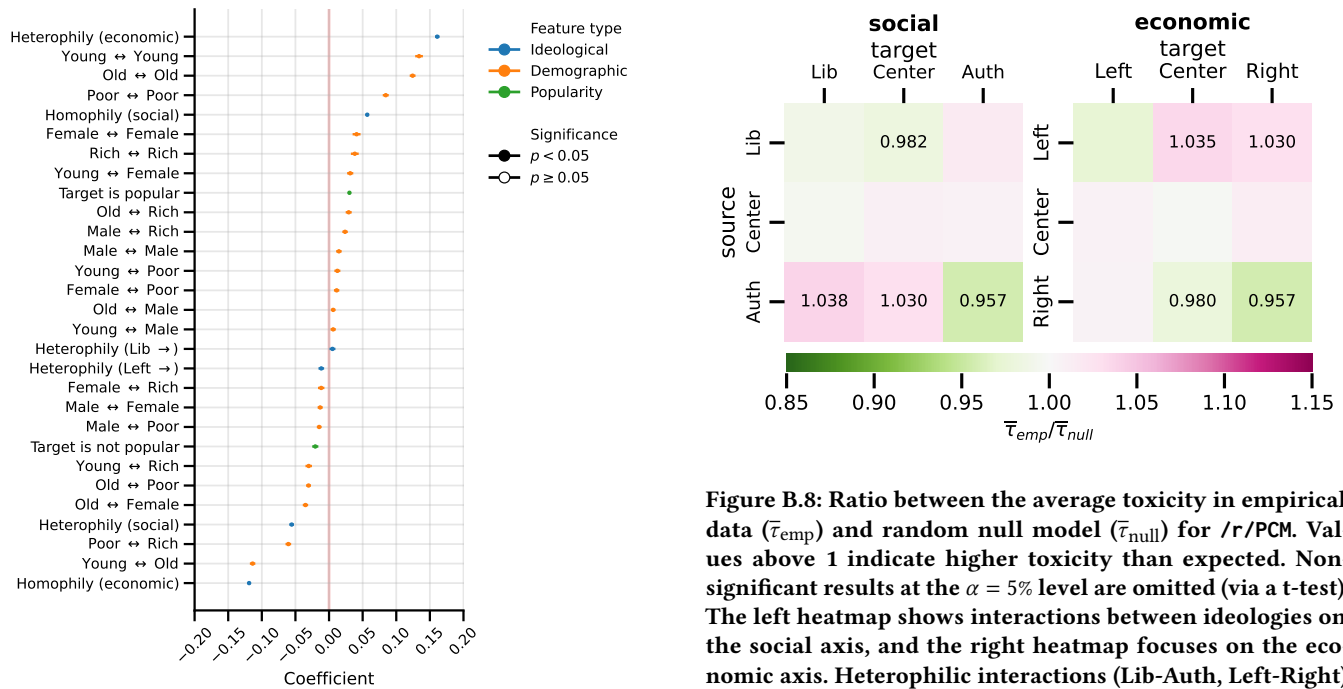 Heterophily (economic)
Young ↔ Young
Old ↔ Old
Poor ↔ Poor
Homophily (social)
Female ↔ Female
Rich ↔ Rich
Young ↔ Female
Target is popular
Old ↔ Rich
Male ↔ Rich
Male ↔ Male
Young ↔ Poor
Female ↔ Poor
Old ↔ Male
Young ↔ Male
Heterophily (Lib →)
Heterophily (Left →)
Female ↔ Rich
Male ↔ Female
Male ↔ Poor
Target is not popular
Young ↔ Rich
Old ↔ Poor
Old ↔ Female
Heterophily (social)
Poor ↔ Rich
Young ↔ Old
Homophily (economic)
−0.20 −0.15 −0.10 −0.05 0.00 0.05 0.10 0.15 0.20
Coefficient
Feature type
Ideological
Demographic
Popularity
Significance
p < 0.05
p ≥ 0.05
social
target
Lib Center Auth
source
Lib
Center
Auth
0.982
1.038 1.030 0.957
economic
target
Left Center Right
Left
Center
Right
1.035 1.030
0.980 0.957
0.85 0.90 0.95 1.00 1.05 1.10 1.15
τ̅emp/τ̅null
Figure B.8: Ratio between the average toxicity in empirical
data (τ̅emp) and random null model (τ̅null) for /r/PCM. Val
ues above 1 indicate higher toxicity than expected. Non
significant results at the α = 5% level are omitted (via a t-test)
The left heatmap shows interactions between ideologies on
the social axis, and the right heatmap focuses on the eco
nomic axis. Heterophilic interactions (Lib-Auth, Left-Right)